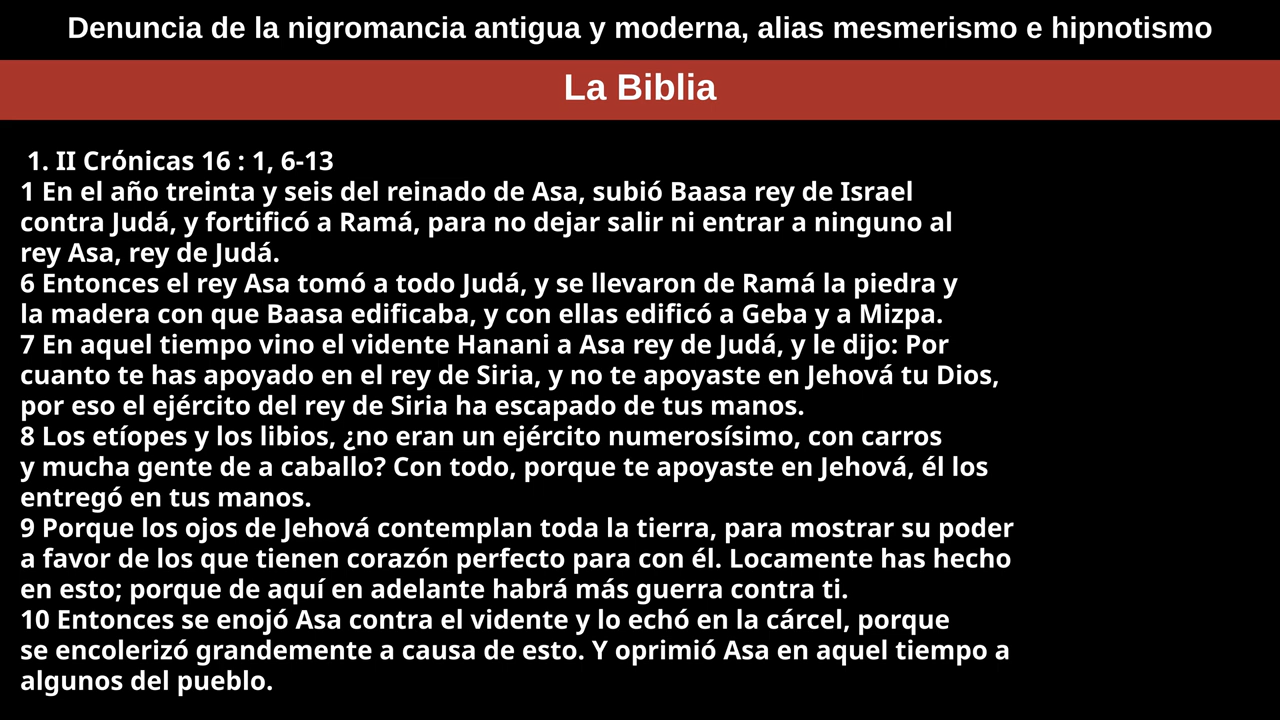 Denuncia de la nigromancia antigua y moderna, alias mesmerismo e hipnotismo
La Biblia
1. II Crónicas 16 : 1, 6-13
1 En el año treinta y seis del reinado de Asa, subió Baasa rey de Israel
contra Judá, y fortificó a Ramá, para no dejar salir ni entrar a ninguno al
rey Asa, rey de Judá.
6 Entonces el rey Asa tomó a todo Judá, y se llevaron de Ramá la piedra y
la madera con que Baasa edificaba, y con ellas edificó a Geba y a Mizpa.
7 En aquel tiempo vino el vidente Hanani a Asa rey de Judá, y le dijo: Por
cuanto te has apoyado en el rey de Siria, y no te apoyaste en Jehová tu Dios,
por eso el ejército del rey de Siria ha escapado de tus manos.
8 Los etíopes y los libios, ¿no eran un ejército numerosísimo, con carros
y mucha gente de a caballo? Con todo, porque te apoyaste en Jehová, él los
entregó en tus manos.
9 Porque los ojos de Jehová contemplan toda la tierra, para mostrar su poder
a favor de los que tienen corazón perfecto para con él. Locamente has hecho
en esto; porque de aquí en adelante habrá más guerra contra ti.
10 Entonces se enojó Asa contra el vidente y lo echó en la cárcel, porque
se encolerizó grandemente a causa de esto. Y oprimió Asa en aquel tiempo a
algunos del pueblo.